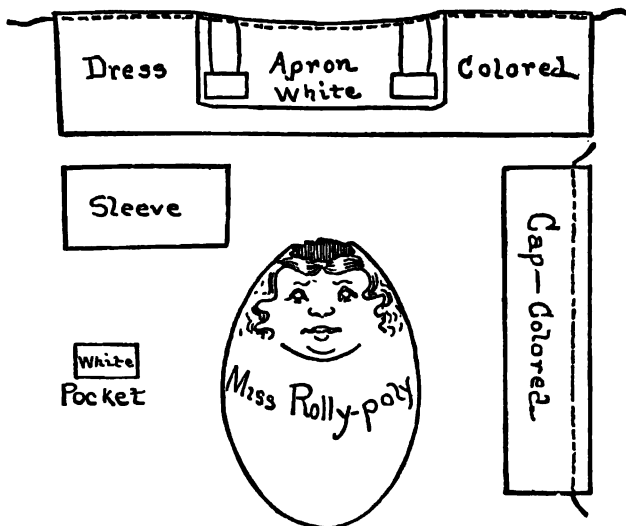 Dress
Apron
White
Colored
Sleeve
Cap-Colored
White
Pocket
Miss Rolly-poly